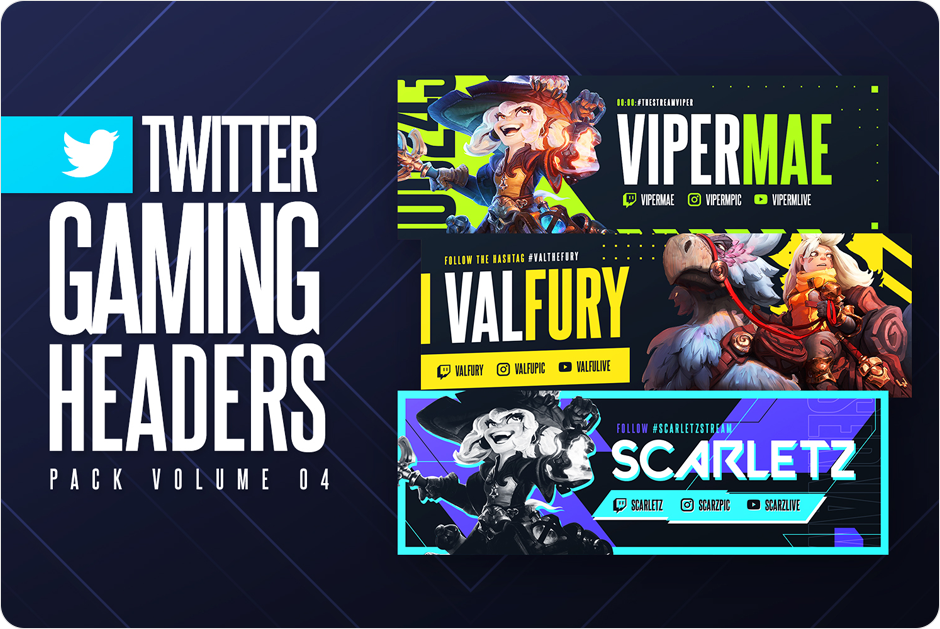 TWITTER
GAMING
HEADERS
PACK VOLUME 04
00:00:#THESTREAMVIPER
VIPERMAE
VIPERMAE VIPERMPIC VIPERMLIVE
FOLLOW THE HASHTAG #VALTHEFURY
VALFURY
VALFURY VALFUPIC VALFULIVE
FOLLOW #SCARLETZSTREAM
SCARLETZ
SCARLETZ SCARZPIC SCARZLIVE